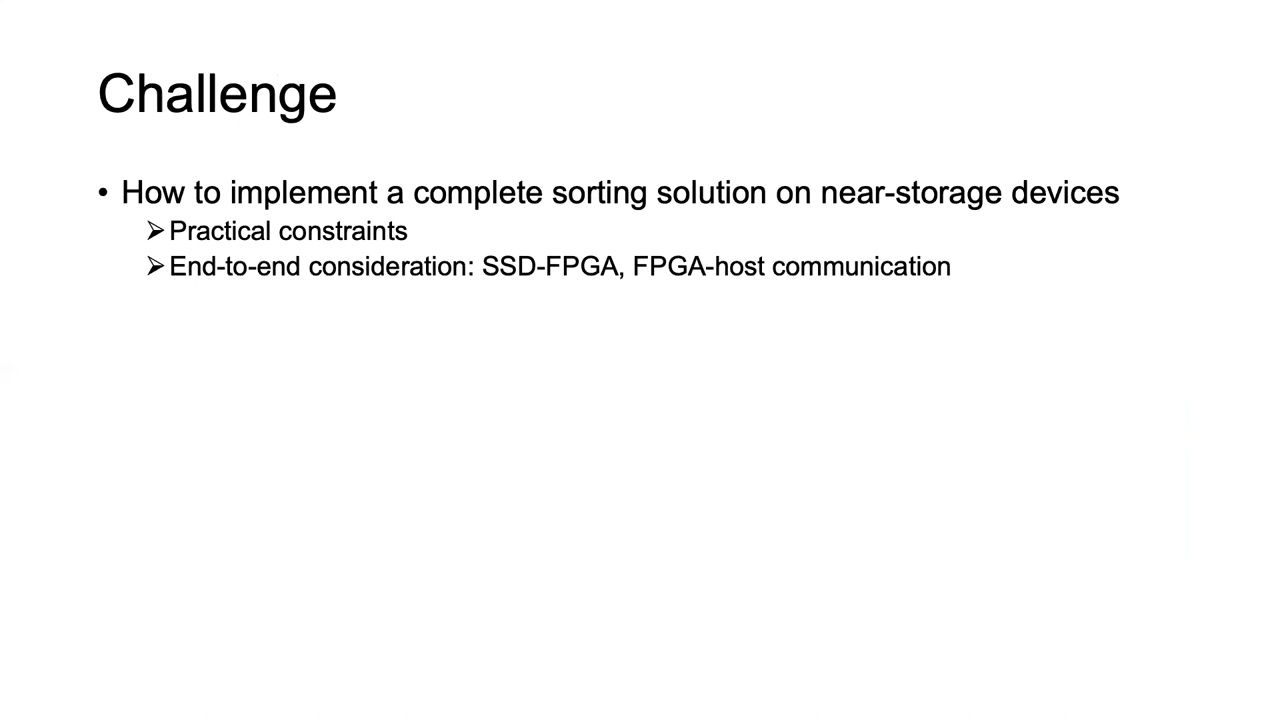 Challenge
• How to implement a complete sorting solution on near-storage devices
➢ Practical constraints
➢ End-to-end consideration: SSD-FPGA, FPGA-host communication